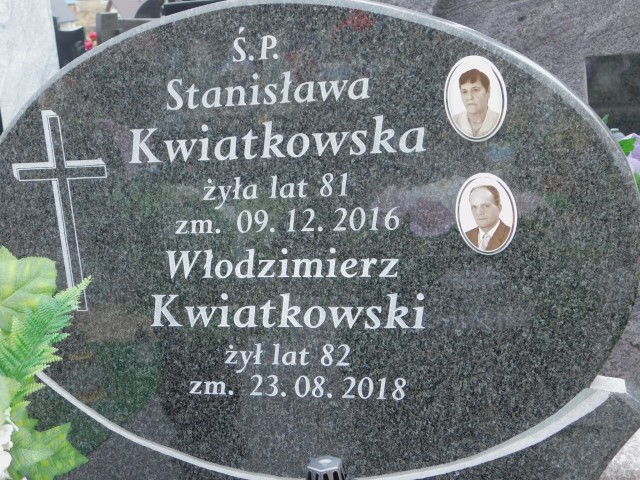 Ś.P.
Stanisława
Kwiatkowska
żyła lat 81
zm. 09.12.2016
Włodzimierz
Kwiatkowski
żył lat 82
zm. 23.08.2018